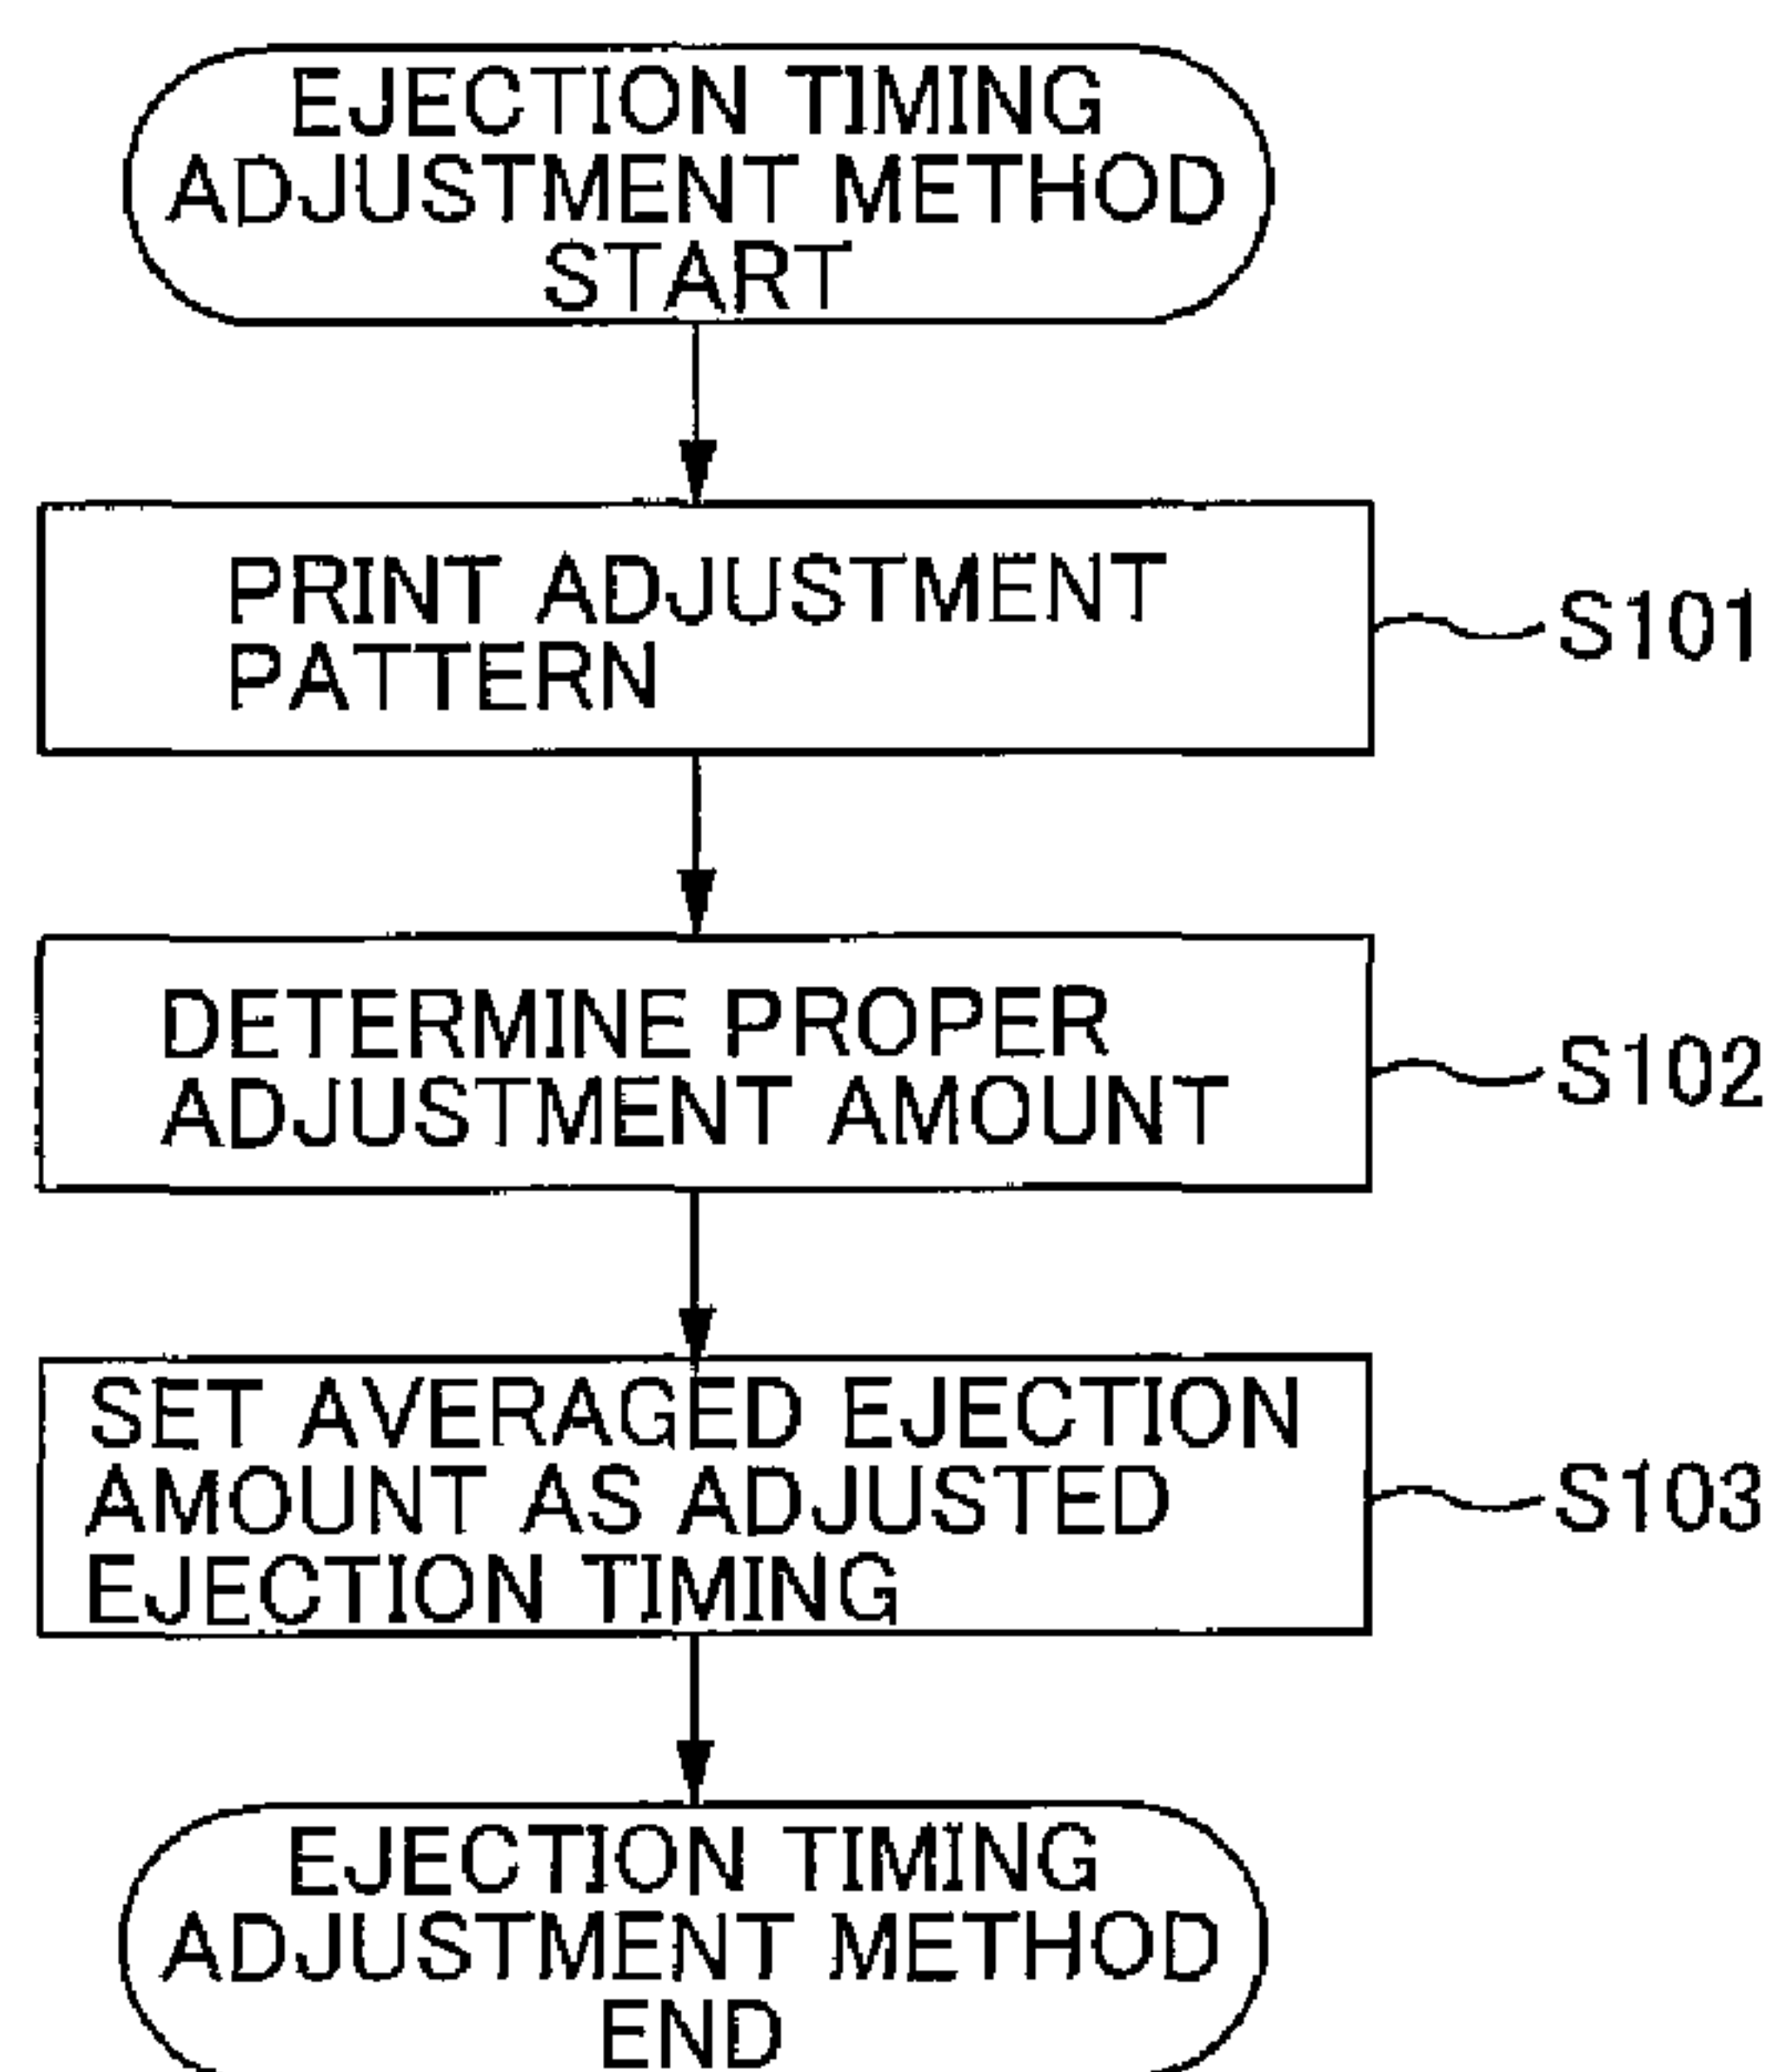 EJECTION TIMING
ADJUSTMENT METHOD
START
PRINT ADJUSTMENT
PATTERN
S101
DETERMINE PROPER
ADJUSTMENT AMOUNT
S102
SET AVERAGED EJECTION
AMOUNT AS ADJUSTED
EJECTION TIMING
S103
EJECTION TIMING
ADJUSTMENT METHOD
END